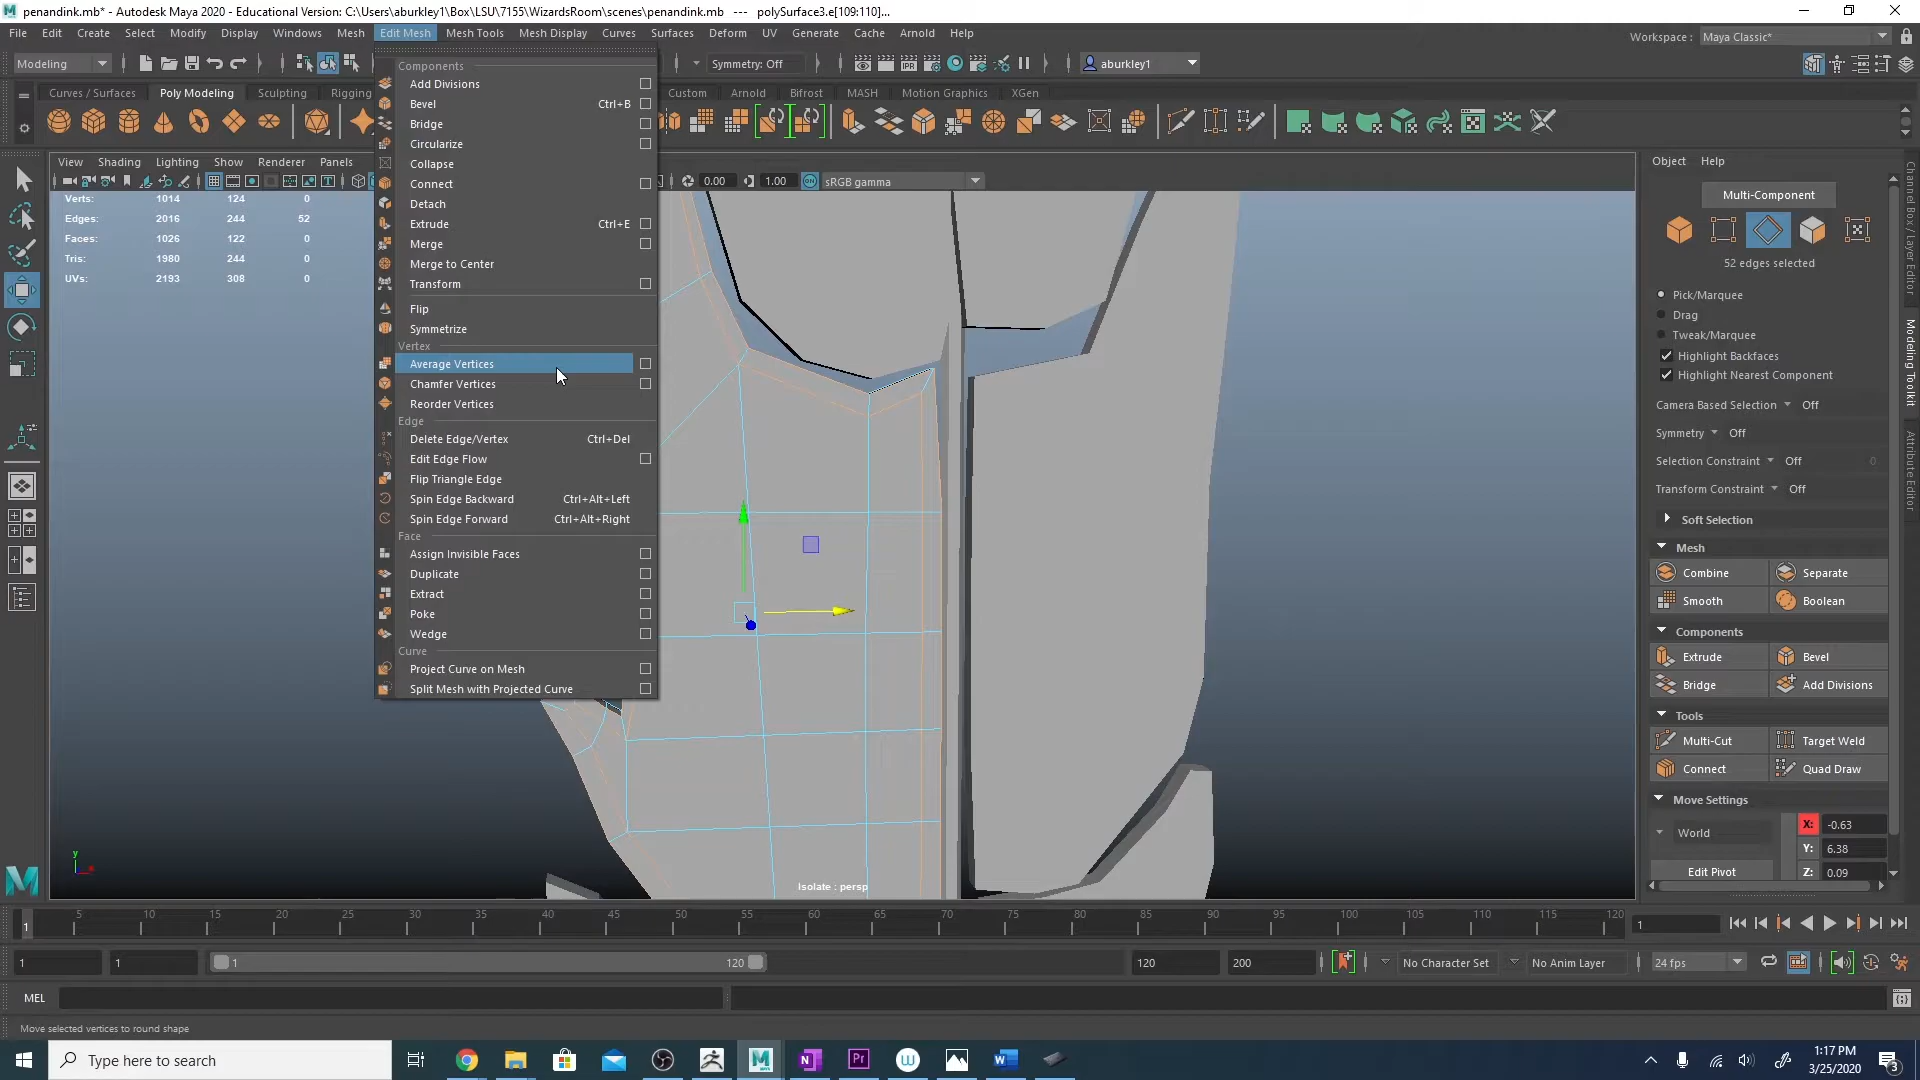 penandink.mb* - Autodesk Maya 2020 - Educational Version: C:\Users\aburkley1\Box\LSU\7155\WizardsRoom\scenes\penandink.mb --- polySurface3.e[109:110]...
File Edit Create Select Modify Display Windows Mesh Edit Mesh Mesh Tools Mesh Display Curves Surfaces Deform UV Generate Cache Arnold Help
Workspace : Maya Classic*
Modeling
Symmetry: Off
aburkley1
Curves / Surfaces Poly Modeling Sculpting Rigging
Custom Arnold Bifrost MASH Motion Graphics XGen
View Shading Lighting Show Renderer Panels
0.00 1.00 ON sRGB gamma
Verts: 1014 124 0
Edges: 2016 244 52
Faces: 1026 122 0
Tris: 1980 244 0
UVs: 2193 308 0
Components
Add Divisions
Bevel Ctrl+B
Bridge
Circularize
Collapse
Connect
Detach
Extrude Ctrl+E
Merge
Merge to Center
Transform
Flip
Symmetrize
Vertex
Average Vertices
Chamfer Vertices
Reorder Vertices
Edge
Delete Edge/Vertex Ctrl+Del
Edit Edge Flow
Flip Triangle Edge
Spin Edge Backward Ctrl+Alt+Left
Spin Edge Forward Ctrl+Alt+Right
Face
Assign Invisible Faces
Duplicate
Extract
Poke
Wedge
Curve
Project Curve on Mesh
Split Mesh with Projected Curve
y
Isolate : persp
Object Help
Multi-Component
52 edges selected
Pick/Marquee
Drag
Tweak/Marquee
Highlight Backfaces
Highlight Nearest Component
Camera Based Selection Off
Symmetry Off
Selection Constraint Off 0
Transform Constraint Off
Soft Selection
Mesh
Combine Separate
Smooth Boolean
Components
Extrude Bevel
Bridge Add Divisions
Tools
Multi-Cut Target Weld
Connect Quad Draw
Move Settings
World X: -0.63
Y: 6.38
Edit Pivot Z: 0.09
Channel Box / Layer Editor
Modeling Toolkit
Attribute Editor
5 10 15 20 25 30 35 40 45 50 55 60 65 70 75 80 85 90 95 100 105 110 115 120
1 1
1 1 1 120 120 200 No Character Set No Anim Layer 24 fps
MEL
Move selected vertices to round shape
Type here to search
1:17 PM
3/25/2020
3